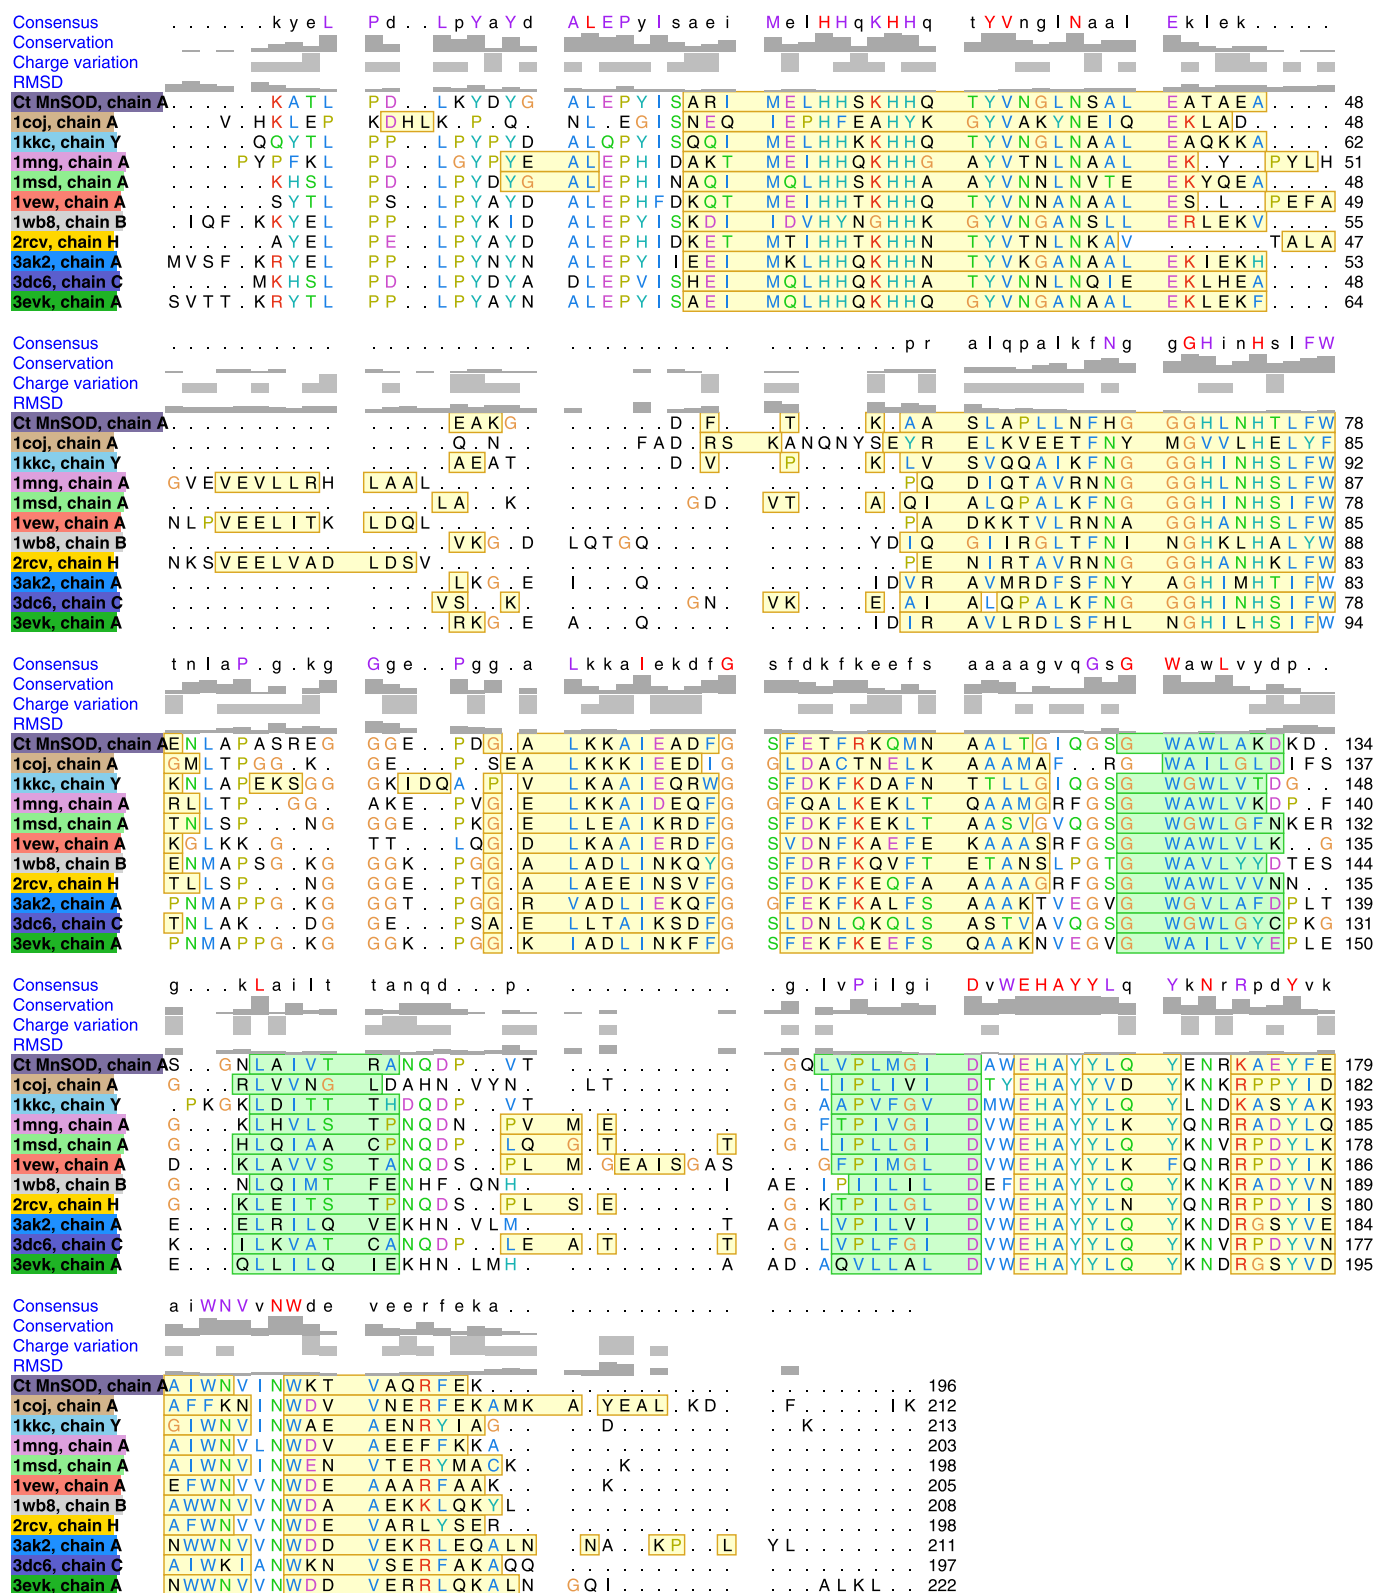 Consensus . . . . . . k y e L P d . . L p Y a Y d A L E P y I s a e i M e l H H q K H H q t Y V n g l N a a l E k l e k . . . . .
Conservation
Charge variation
RMSD
Ct MnSOD, chain A . . . . . . K A T L P D . . L K Y D Y G A L E P Y I S A R I M E L H H S K H H Q T Y V N G L N S A L E A T A E A . . . . 48
1coj, chain A . . . V . H K L E P K D H L K . P . Q . N L . E G I S N E Q I E P H F E A H Y K G Y V A K Y N E I Q E K L A D . . . . . 48
1kkc, chain Y . . . . . Q Q Y T L P P . . L P Y P Y D A L Q P Y I S Q Q I M E L H H K K H H Q T Y V N G L N A A L E A Q K K A . . . . 62
1mng, chain A . . . . P Y P F K L P D . . L G Y P Y E A L E P H I D A K T M E I H H Q K H H G A Y V T N L N A A L E K . Y . . P Y L H 51
1msd, chain A . . . . . . K H S L P D . . L P Y D Y G A L E P H I N A Q I M Q L H H S K H H A A Y V N N L N V T E E K Y Q E A . . . . 48
1vew, chain A . . . . . . S Y T L P S . . L P Y A Y D A L E P H F D K Q T M E I H H T K H H Q T Y V N N A N A A L E S . L . . P E F A 49
1wb8, chain B . I Q F . K K Y E L P P . . L P Y K I D A L E P Y I S K D I I D V H Y N G H H K G Y V N G A N S L L E R L E K V . . . . 55
2rcv, chain H . . . . . . A Y E L P E . . L P Y A Y D A L E P H I D K E T M T I H H T K H H N T Y V T N L N K A V . . . . . . T A L A 47
3ak2, chain A M V S F . K R Y E L P P . . L P Y N Y N A L E P Y I I E E I M K L H H Q K H H Q T Y V K G A N A A L E K I E K H . . . . 53
3dc6, chain C . . . . . M K H S L P D . . L P Y D Y A D L E P V I S H E I M Q L H H Q K H H A T Y V N N L N Q I E E K L H E A . . . . 48
3evk, chain A S V T T . K R Y T L P P . . L P Y A Y N A L E P Y I S A E I M Q L H H Q K H H Q G Y V N G A N A A L E K L E K F . . . . 64
Consensus . . . . . . . . . . . . . . . . . . . . . . . . . . . . . . . . . . . . . . p r a l q p a l k f N g g G H i n H s l F W
Conservation
Charge variation
RMSD
Ct MnSOD, chain A . . . . . . . . . . . . . . . E A K G . . . . . . . D . F . . . T . . . K . A A S L A P L L N F H G G G H L N H T L F W 78
1coj, chain A . . . . . . . . . . . . . . . Q . N . . . . . F A D . R S K A N Q N Y S E Y R E L K V E E T F N Y M G V V L H E L Y F 85
1kkc, chain Y . . . . . . . . . . . . . . . A E A T . . . . . . . D . V . . . P . . . K . L V S V Q Q A I K F N G G G H I N H S L F W 92
1mng, chain A G V E V E V L L R H L A A L . . . . . . . . . . . . . . . . . . . . . . . . P Q D I Q T A V R N N G G G H L N H S L F W 87
1msd, chain A . . . . . . . . . . . . . . L A . K . . . . . . . . G D . V T . . A . Q I A L Q P A L K F N G G G H I N H S I F W 78
1vew, chain A N L P V E E L I T K L D Q L . . . . . . . . . . . . . . . . . . . . . . . . P A D K K T V L R N N A G G H A N H S L F W 85
1wb8, chain B . . . . . . . . . . . . . . . V K G . D L Q T G Q . . . . . . . . . . Y D I Q G I I R G L T F N I N G H K L H A L Y W 88
2rcv, chain H N K S V E E L V A D L D S V . . . . . . . . . . . . . . . . . . . . . . . . P E N I R T A V R N N G G G H A N H K L F W 83
3ak2, chain A . . . . . . . . . . . . . . . L K G . E I . . . Q . . . . . . . . . . I D V R A V M R D F S F N Y A G H I M H T I F W 83
3dc6, chain C . . . . . . . . . . . . . . V S . K . . . . . . . . G N . V K . . E . A I A L Q P A L K F N G G G H I N H S I F W 78
3evk, chain A . . . . . . . . . . . . . . . R K G . E A . . . Q . . . . . . . . . . I D I R A V L R D L S F H L N G H I L H S I F W 94
Consensus t n l a P . g . k g G g e . . P g g . a L k k a I e k d f G s f d k f k e e f s a a a a g v q G s G W a w L v y d p . .
Conservation
Charge variation
RMSD
Ct MnSOD, chain A E N L A P A S R E G G G E . . P D G . A L K K A I E A D F G S F E T F R K Q M N A A L T G I Q G S G W A W L A K D K D . 134
1coj, chain A G M L T P G G . K . G E . . . P S E A L K K K I E E D I G G L D A C T N E L K A A A M A F . . R G W A I L G L D I F S 137
1kkc, chain Y K N L A P E K S G G G K I D Q A . P . V L K A A I E Q R W G S F D K F K D A F N T T L L G I Q G S G W G W L V T D G . . 148
1mng, chain A R L L T P . . G G . A K E . . P V G . E L K K A I D E Q F G G F Q A L K E K L T Q A A M G R F G S G W A W L V K D P . F 140
1msd, chain A T N L S P . . . N G G G E . . P K G . E L L E A I K R D F G S F D K F K E K L T A A S V G V Q G S G W G W L G F N K E R 132
1vew, chain A K G L K K . G . . T T . . . L Q G . D L K A A I E R D F G S V D N F K A E F E K A A A S R F G S G W A W L V L K . . G 135
1wb8, chain B E N M A P S G . K G G G K . . P G G . A L A D L I N K Q Y G S F D R F K Q V F T E T A N S L P G T G W A V L Y Y D T E S 144
2rcv, chain H T L L S P . . . N G G G E . . P T G . A L A E E I N S V F G S F D K F K E Q F A A A A A G R F G S G W A W L V V N N . . 135
3ak2, chain A P N M A P P G . K G G G T . . P G G . R V A D L I E K Q F G G F E K F K A L F S A A A K T V E G V G W G V L A F D P L T 139
3dc6, chain C T N L A K . . . D G G E . . . P S A . E L L T A I K S D F G S L D N L Q K Q L S A S T V A V Q G S G W G W L G Y C P K G 131
3evk, chain A P N M A P P G . K G G G K . . P G G . K I A D L I N K F F G S F E K F K E E F S Q A A K N V E G V G W A I L V Y E P L E 150
Consensus g . . . k L a i l t t a n q d . . p . . . . . . . . . . . . . . . g . l v P i l g i D v W E H A Y Y L q Y k N r R p d Y v k
Conservation
Charge variation
RMSD
Ct MnSOD, chain A S . . G N L A I V T R A N Q D P . . V T . . . . . . . . . . . . G Q L V P L M G I D A W E H A Y Y L Q Y E N R K A E Y F E 179
1coj, chain A G . . . R L V V N G L D A H N . V Y N . . . L T . . . . . . . . G . L I P L I V I D T Y E H A Y Y V D Y K N K R P P Y I D 182
1kkc, chain Y . P K G K L D I T T T H D Q D P . . V T . . . . . . . . . . . . G . A A P V F G V D M W E H A Y Y L Q Y L N D K A S Y A K 193
1mng, chain A G . . . K L H V L S T P N Q D N . . P V M . E . . . . . . . . . G . F T P I V G I D V W E H A Y Y L K Y Q N R R A D Y L Q 185
1msd, chain A G . . . H L Q I A A C P N Q D P . . L Q G . T . . . . . . T . . G . L I P L L G I D V W E H A Y Y L Q Y K N V R P D Y L K 178
1vew, chain A D . . . K L A V V S T A N Q D S . . P L M . G E A I S G A S . . . . G F P I M G L D V W E H A Y Y L K F Q N R R P D Y I K 186
1wb8, chain B G . . . N L Q I M T F E N H F . Q N H . . . . . . . . . . . I A E . I P I I L I L D E F E H A Y Y L Q Y K N K R A D Y V N 189
2rcv, chain H G . . . K L E I T S T P N Q D S . . P L S . E . . . . . . . . . G . K T P I L G L D V W E H A Y Y L N Y Q N R R P D Y I S 180
3ak2, chain A E . . . E L R I L Q V E K H N . V L M . . . . . . . . . . . T A G . L V P I L V I D V W E H A Y Y L Q Y K N D R G S Y V E 184
3dc6, chain C K . . . I L K V A T C A N Q D P . . L E A . T . . . . . . T . . G . L V P L F G I D V W E H A Y Y L Q Y K N V R P D Y V N 177
3evk, chain A E . . . Q L L I L Q I E K H N . L M H . . . . . . . . . . . A A D . A Q V L L A L D V W E H A Y Y L Q Y K N D R G S Y V D 195
Consensus a i W N V v N W d e v e e r f e k a . . . . . . . . . . . . . . . . . . . . . .
Conservation
Charge variation
RMSD
Ct MnSOD, chain A A I W N V I N W K T V A Q R F E K . . . . . . . . . . . . . . . . . . . . . . . 196
1coj, chain A A F F K N I N W D V V N E R F E K A M K A . Y E A L . K D . . . F . . . . . I K 212
1kkc, chain Y G I W N V I N W A E A E N R Y I A G . . . . . D . . . . . . . . . . . K . . . . . . 213
1mng, chain A A I W N V L N W D V A E E F F K K A . . . . . . . . . . . . . . . . . . . . . . 203
1msd, chain A A I W N V I N W E N V T E R Y M A C K . . . . K . . . . . . . . . . . . . . . . . 198
1vew, chain A E F W N V V N W D E A A A R F A A K . . . . K . . . . . . . . . . . . . . . . . . 205
1wb8, chain B A W W N V V N W D A A E K K L Q K Y L . . . . . . . . . . . . . . . . . . . . . 208
2rcv, chain H A F W N V V N W D E V A R L Y S E R . . . . . . . . . . . . . . . . . . . . . . 198
3ak2, chain A N W W N V V N W D D V E K R L E Q A L N . N A . . K P . . L Y L . . . . . . . 211
3dc6, chain C A I W K I A N W K N V S E R F A K A Q Q . . . . . . . . . . . . . . . . . . . . 197
3evk, chain A N W W N V V N W D D V E R R L Q K A L N G Q I . . . . . . . . . . A L K L . . 222